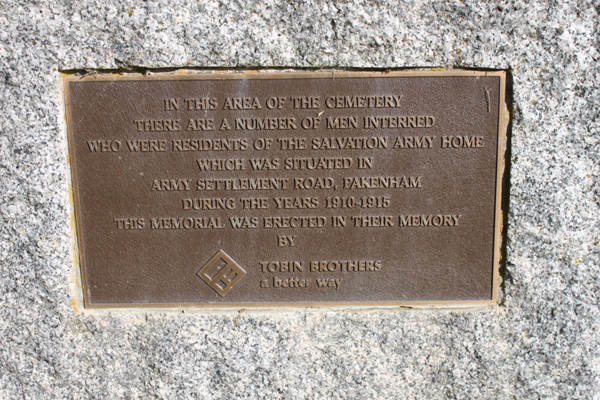 IN THIS AREA OF THE CEMETERY
THERE ARE A NUMBER OF MEN INTERRED
WHO WERE RESIDENTS OF THE SALVATION ARMY HOME
WHICH WAS SITUATED IN
ARMY SETTLEMENT ROAD, PAKENHAM
DURING THE YEARS 1910-1915
THIS MEMORIAL WAS ERECTED IN THEIR MEMORY
BY
TOBIN BROTHERS
a better way